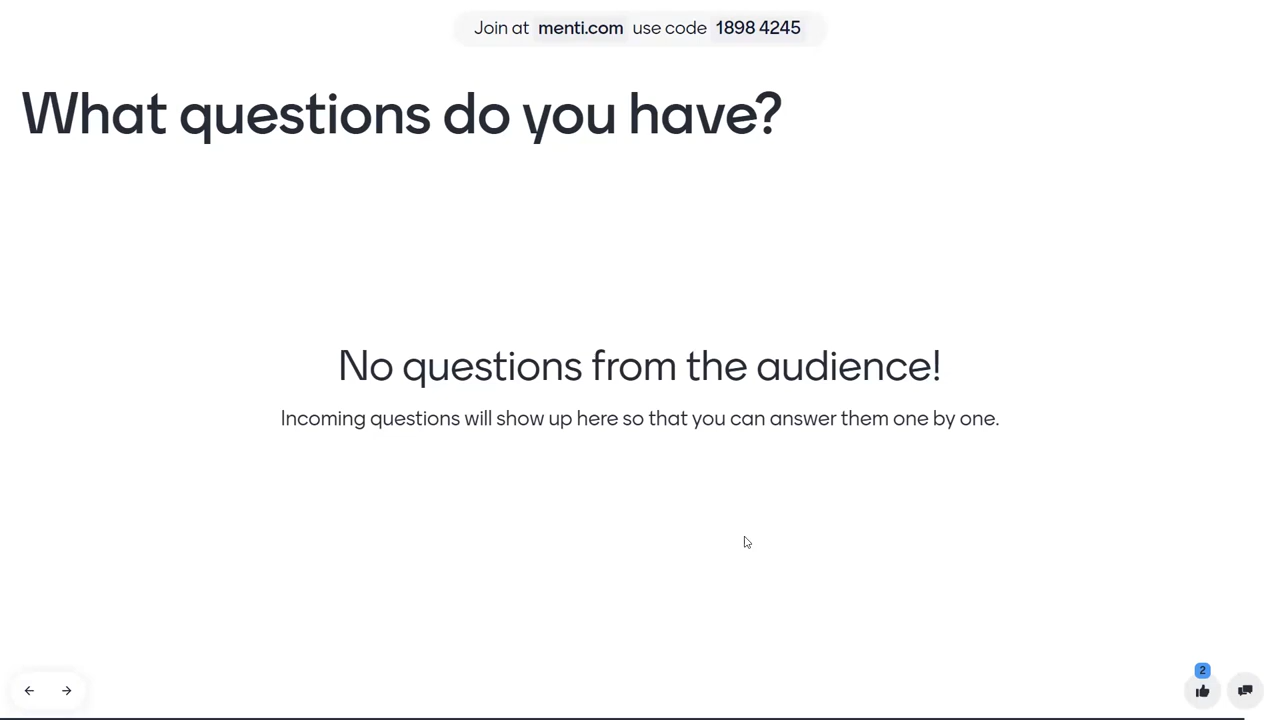 Join at menti.com use code 1898 4245
What questions do you have?
No questions from the audience!
Incoming questions will show up here so that you can answer them one by one.
2